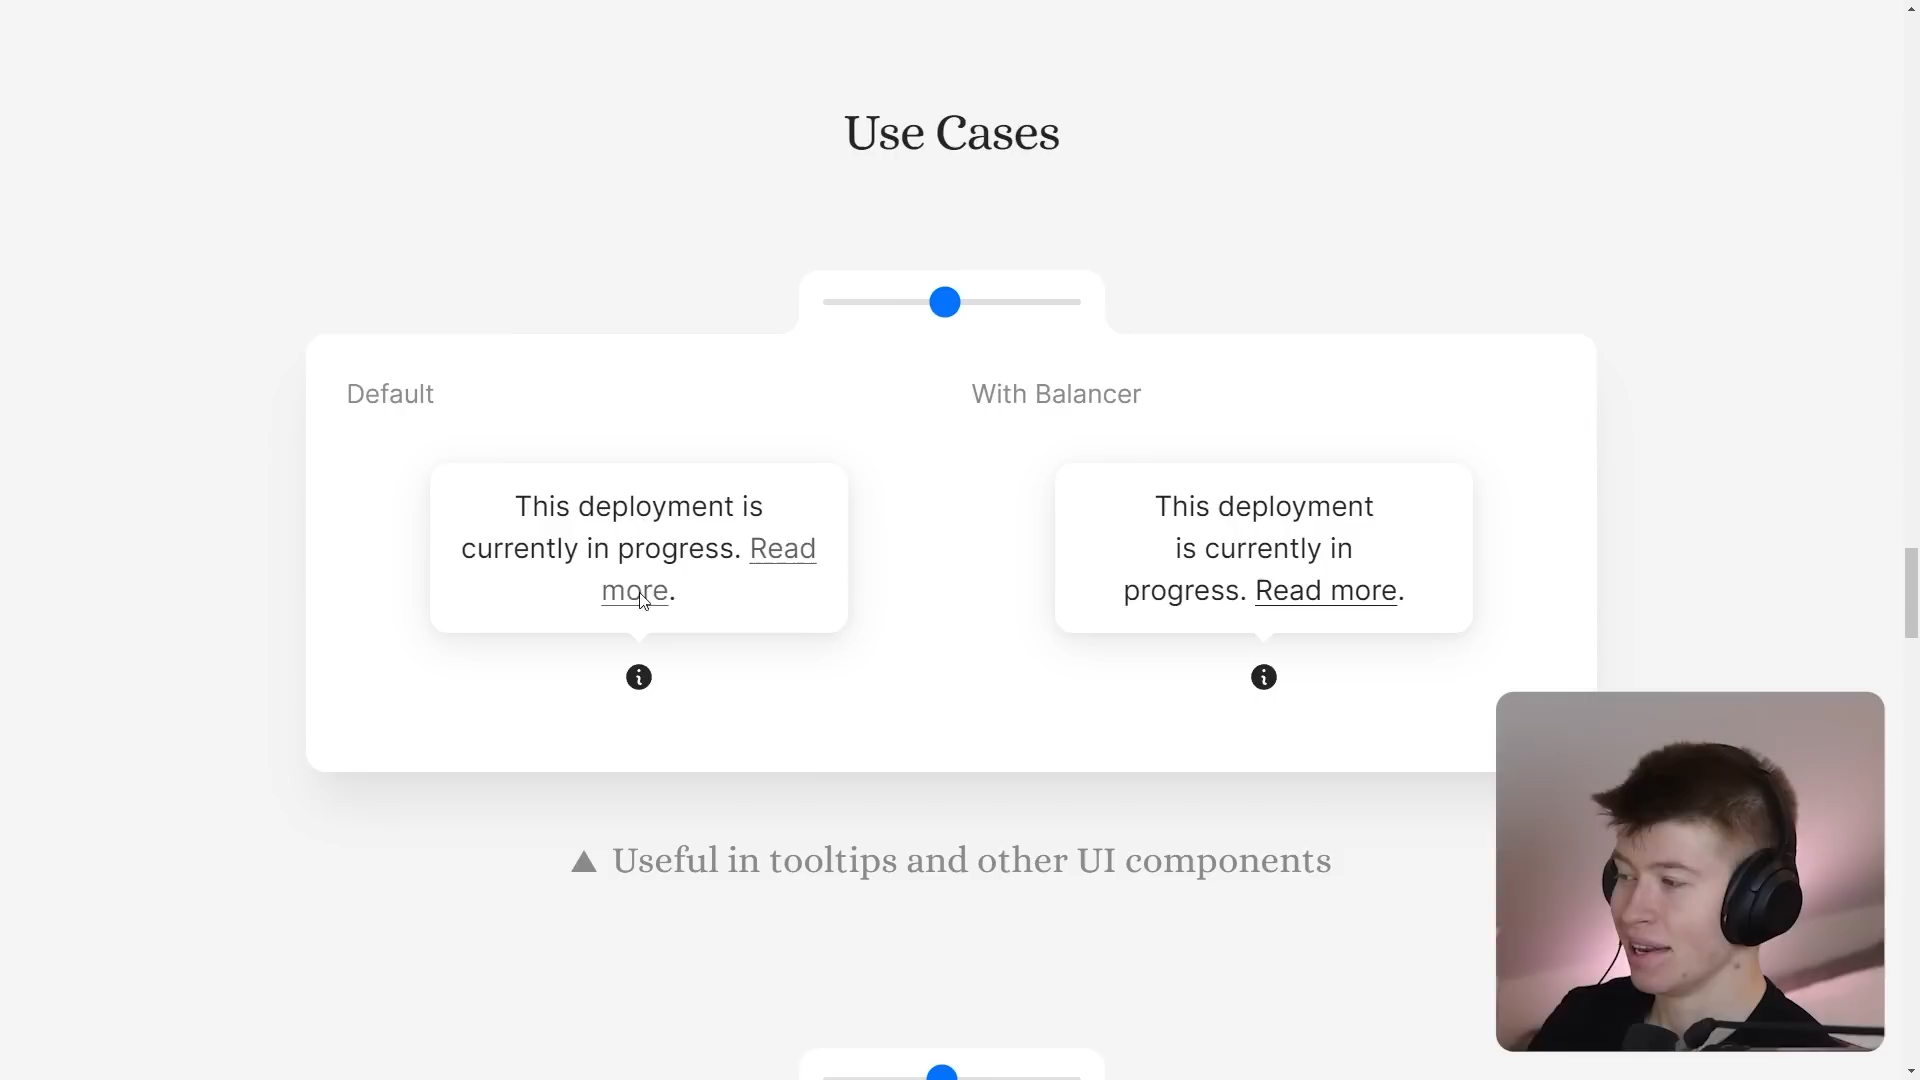 Use Cases
Default
With Balancer
This deployment is
currently in progress. Read
more.
This deployment
is currently in
progress. Read more.
▲ Useful in tooltips and other UI components